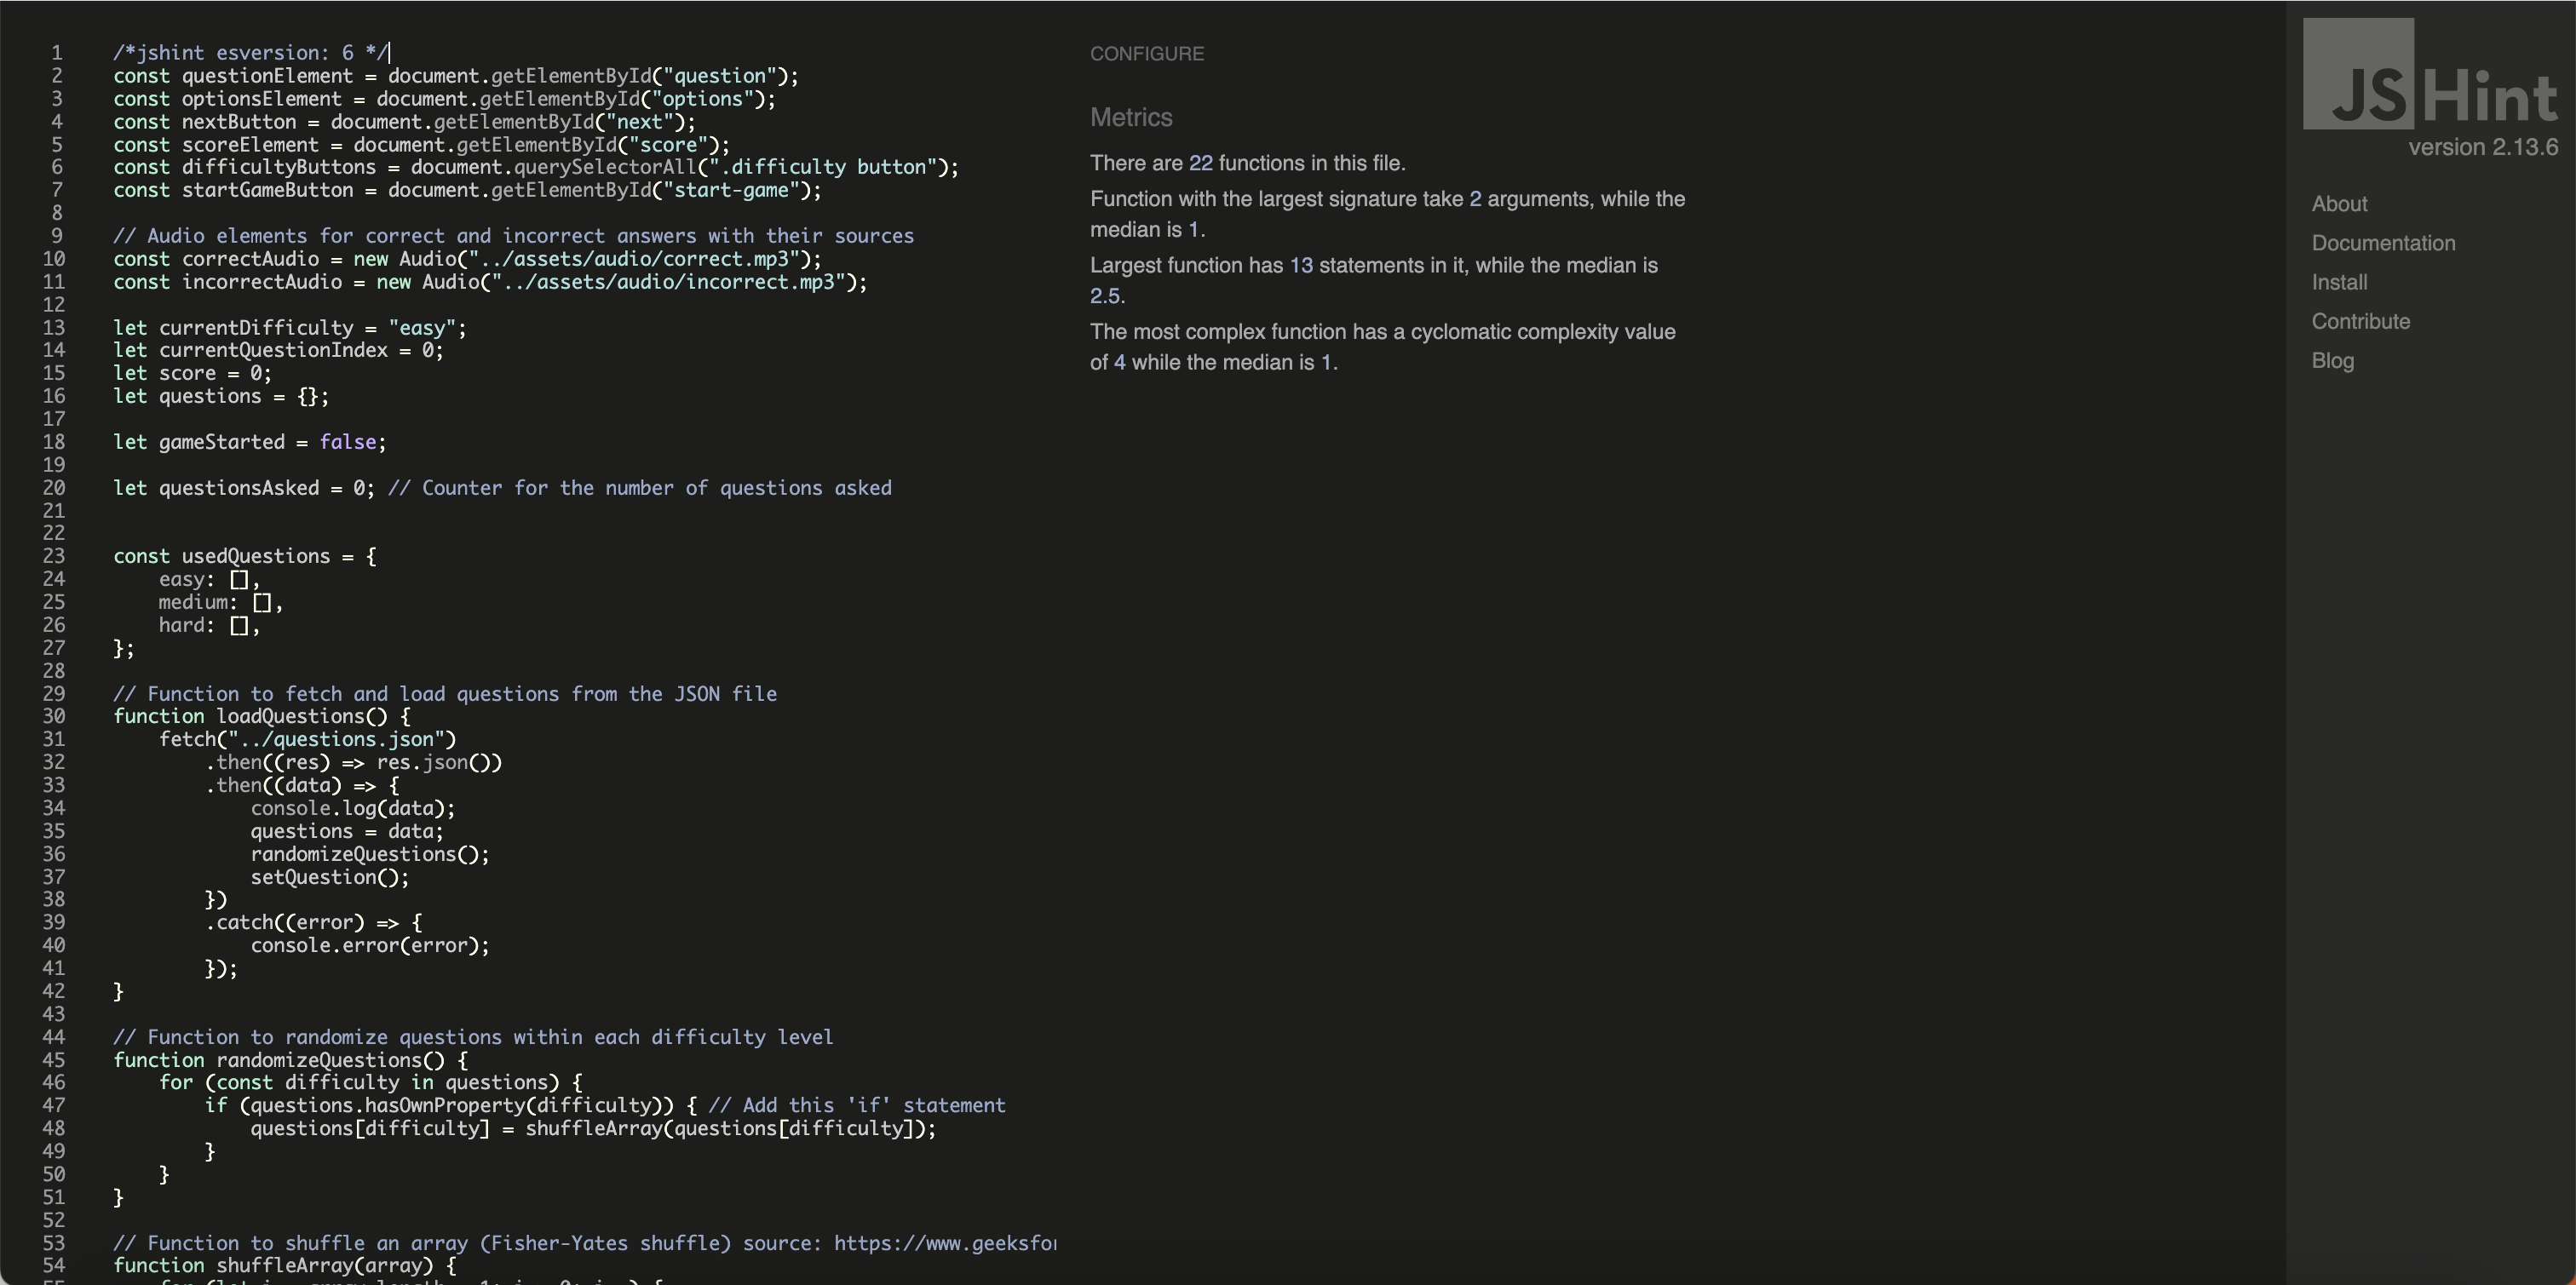 1 /*jshint esversion: 6 */
2 const questionElement = document.getElementById("question");
3 const optionsElement = document.getElementById("options");
4 const nextButton = document.getElementById("next");
5 const scoreElement = document.getElementById("score");
6 const difficultyButtons = document.querySelectorAll(".difficulty button");
7 const startGameButton = document.getElementById("start-game");
8
9 // Audio elements for correct and incorrect answers with their sources
10 const correctAudio = new Audio("../assets/audio/correct.mp3");
11 const incorrectAudio = new Audio("../assets/audio/incorrect.mp3");
12
13 let currentDifficulty = "easy";
14 let currentQuestionIndex = 0;
15 let score = 0;
16 let questions = {};
17
18 let gameStarted = false;
19
20 let questionsAsked = 0; // Counter for the number of questions asked
21
22
23 const usedQuestions = {
24     easy: [],
25     medium: [],
26     hard: [],
27 };
28
29 // Function to fetch and load questions from the JSON file
30 function loadQuestions() {
31     fetch("../questions.json")
32         .then((res) => res.json())
33         .then((data) => {
34             console.log(data);
35             questions = data;
36             randomizeQuestions();
37             setQuestion();
38         })
39         .catch((error) => {
40             console.error(error);
41         });
42 }
43
44 // Function to randomize questions within each difficulty level
45 function randomizeQuestions() {
46     for (const difficulty in questions) {
47         if (questions.hasOwnProperty(difficulty)) { // Add this 'if' statement
48             questions[difficulty] = shuffleArray(questions[difficulty]);
49         }
50     }
51 }
52
53 // Function to shuffle an array (Fisher-Yates shuffle) source: https://www.geeksfo
54 function shuffleArray(array) {
CONFIGURE
Metrics
There are 22 functions in this file.
Function with the largest signature take 2 arguments, while the
median is 1.
Largest function has 13 statements in it, while the median is
2.5.
The most complex function has a cyclomatic complexity value
of 4 while the median is 1.
JSHint
version 2.13.6
About
Documentation
Install
Contribute
Blog